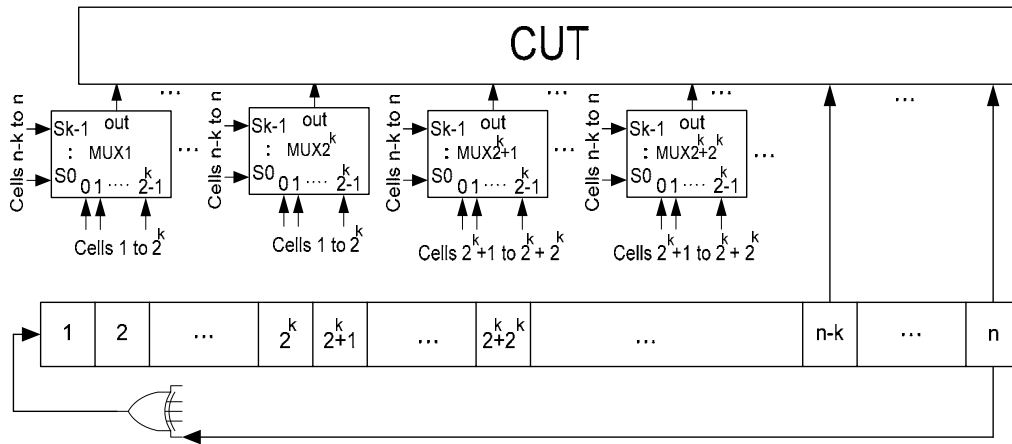 CUT
... ... ... ...
Cells n-k to n
Sk-1 out
: MUX1 ...
S0 0 1 .... 2^k-1
Cells 1 to 2^k
Cells n-k to n
Sk-1 out
: MUX2^k ...
S0 0 1 .... 2^k-1
Cells 1 to 2^k
Cells n-k to n
Sk-1 out
: MUX2^k+1 ...
S0 0 1 .... 2^k-1
Cells 2^k+1 to 2^k+2^k
Cells n-k to n
Sk-1 out
: MUX2^k+2^k ...
S0 0 1 .... 2^k-1
Cells 2^k+1 to 2^k+2^k
1 2 ... 2^k 2^k+1 ... 2^k+2^k ... n-k ... n